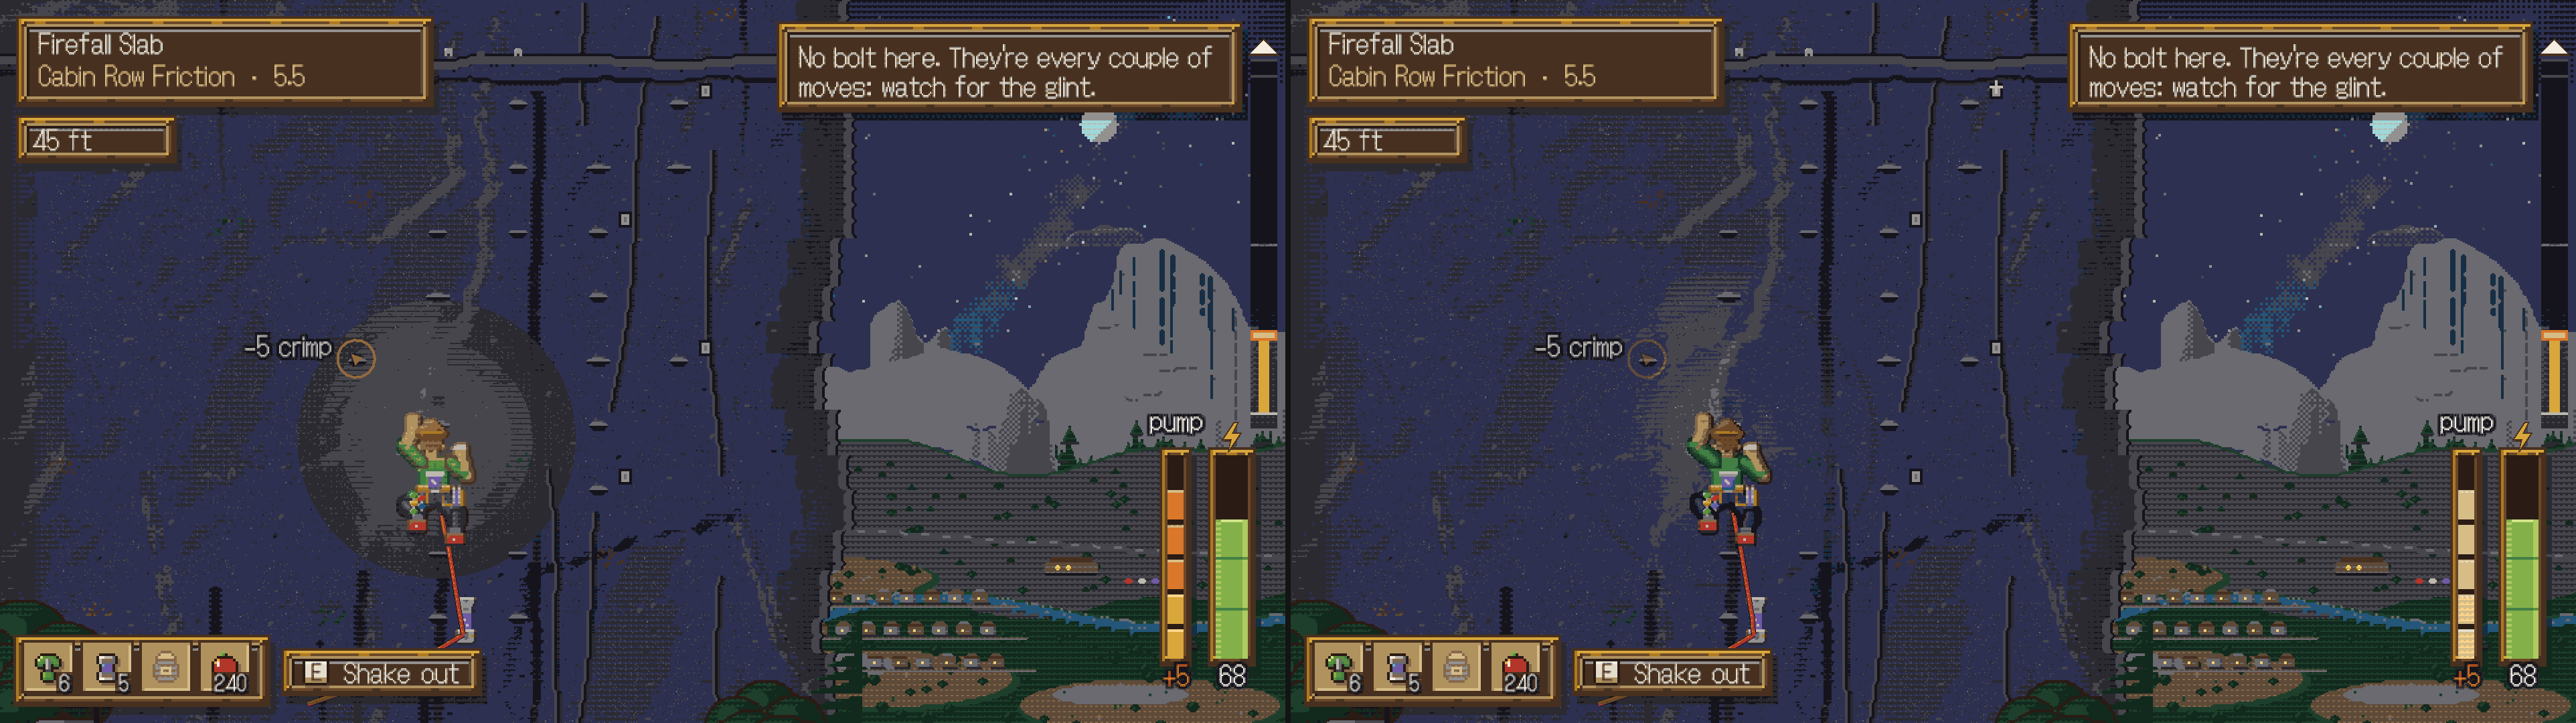 Firefall Slab
Cabin Row Friction · 5.5
45 ft
No bolt here. They're every couple of
moves: watch for the glint.
-5 crimp
pump
+5
68
6
5
240
E Shake out
Firefall Slab
Cabin Row Friction · 5.5
45 ft
No bolt here. They're every couple of
moves: watch for the glint.
-5 crimp
pump
+5
68
6
5
240
E Shake out